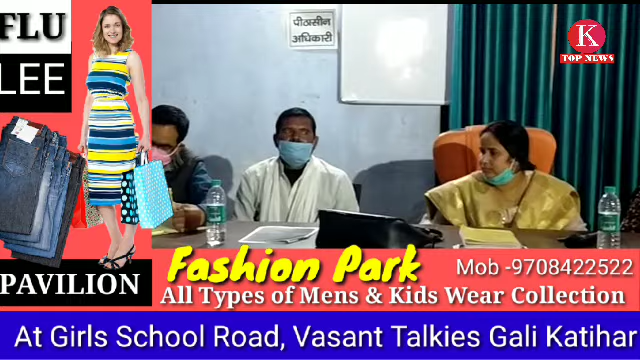 FLU
LEE
PAVILION
पीठासीन
अधिकारी
K
TOP NEWS
Fashion Park
Mob -9708422522
All Types of Mens & Kids Wear Collection
At Girls School Road, Vasant Talkies Gali Katihar